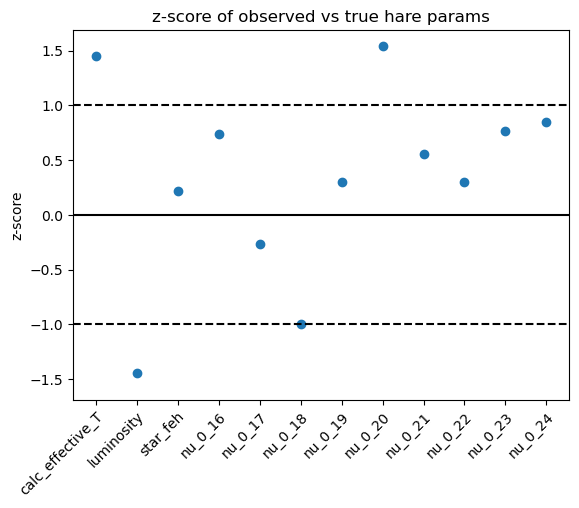 z-score of observed vs true hare params
z-score
1.5
1.0
0.5
0.0
−0.5
−1.0
−1.5
calc_effective_T
luminosity
star_feh
nu_0_16
nu_0_17
nu_0_18
nu_0_19
nu_0_20
nu_0_21
nu_0_22
nu_0_23
nu_0_24